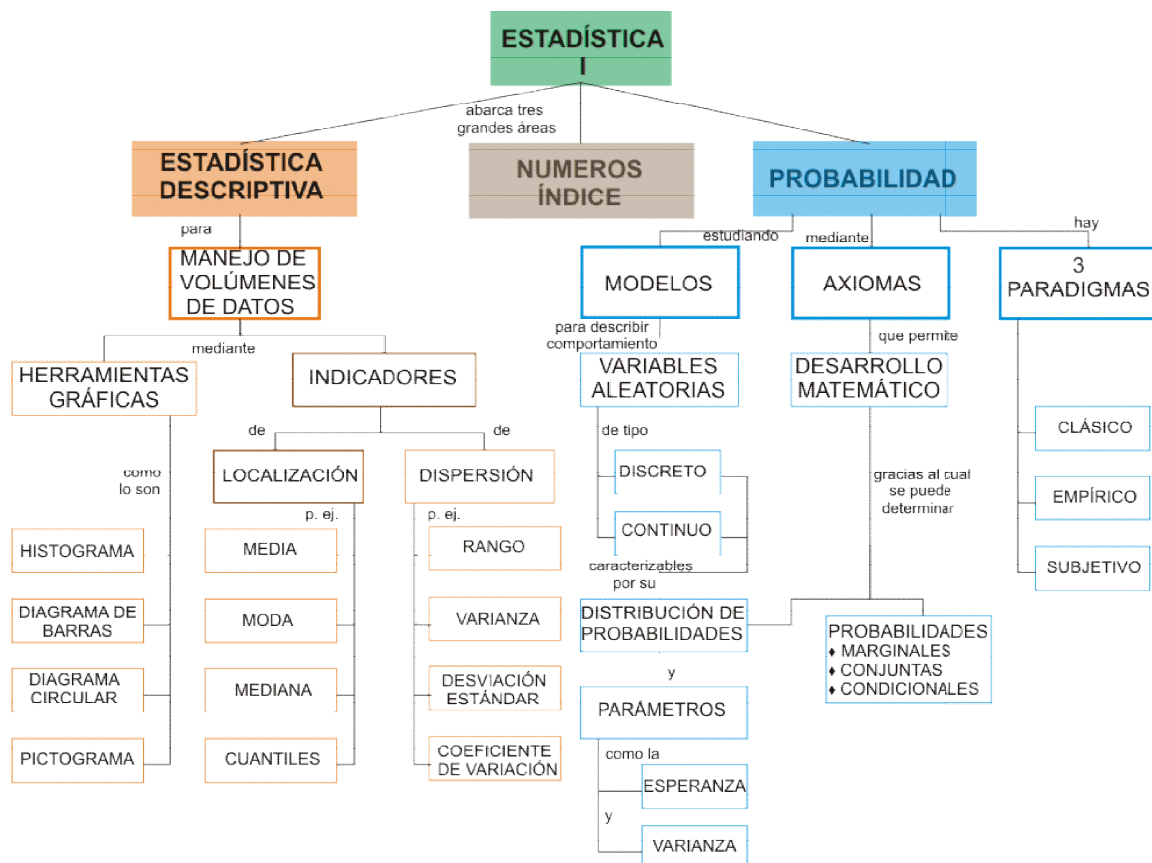 ESTADÍSTICA
I
abarca tres
grandes áreas
ESTADÍSTICA
DESCRIPTIVA
NUMEROS
ÍNDICE
PROBABILIDAD
para
estudiando
mediante
hay
MANEJO DE
VOLÚMENES
DE DATOS
MODELOS
AXIOMAS
3
PARADIGMAS
mediante
para describir
comportamiento
que permite
HERRAMIENTAS
GRÁFICAS
INDICADORES
VARIABLES
ALEATORIAS
DESARROLLO
MATEMÁTICO
de
de
de tipo
CLÁSICO
como
lo son
LOCALIZACIÓN
DISPERSIÓN
DISCRETO
gracias al cual
se puede
determinar
EMPÍRICO
p. ej.
p. ej.
CONTINUO
HISTOGRAMA
MEDIA
RANGO
caracterizables
por su
SUBJETIVO
DIAGRAMA DE
BARRAS
MODA
VARIANZA
DISTRIBUCIÓN DE
PROBABILIDADES
PROBABILIDADES
♦ MARGINALES
♦ CONJUNTAS
♦ CONDICIONALES
y
DIAGRAMA
CIRCULAR
MEDIANA
DESVIACIÓN
ESTÁNDAR
PARÁMETROS
PICTOGRAMA
CUANTILES
COEFICIENTE
DE VARIACIÓN
como la
ESPERANZA
y
VARIANZA